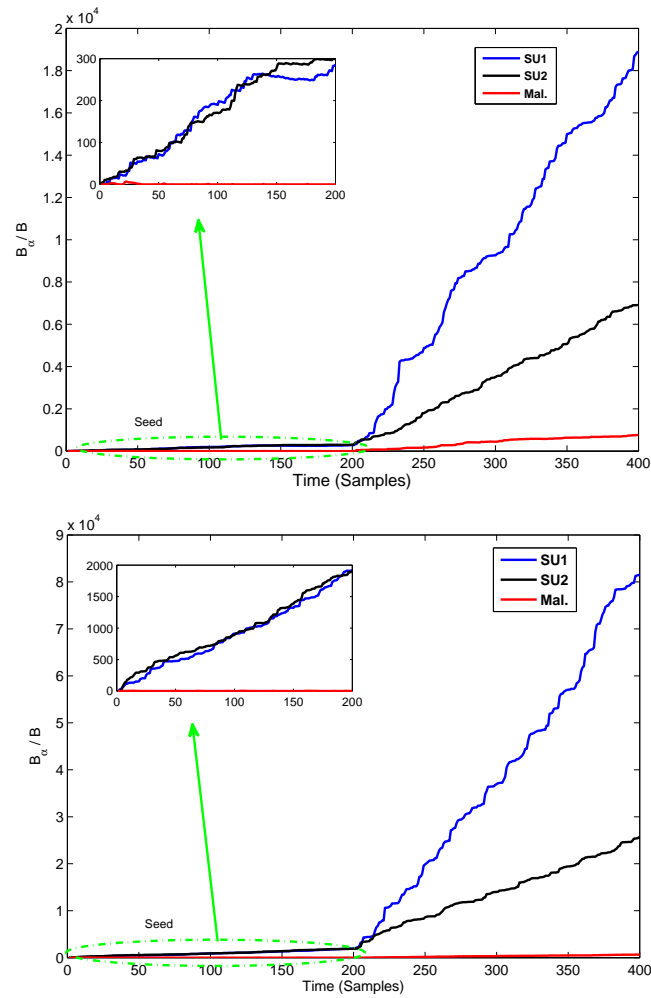 x 10^4
2
1.8
1.6
1.4
1.2
1
0.8
0.6
0.4
0.2
0
B_α / B
300
200
100
0
0 50 100 150 200
SU1
SU2
Mal.
Seed
0 50 100 150 200 250 300 350 400
Time (Samples)
x 10^4
9
8
7
6
5
4
3
2
1
0
B_α / B
2000
1500
1000
500
0
0 50 100 150 200
SU1
SU2
Mal.
Seed
0 50 100 150 200 250 300 350 400
Time (Samples)